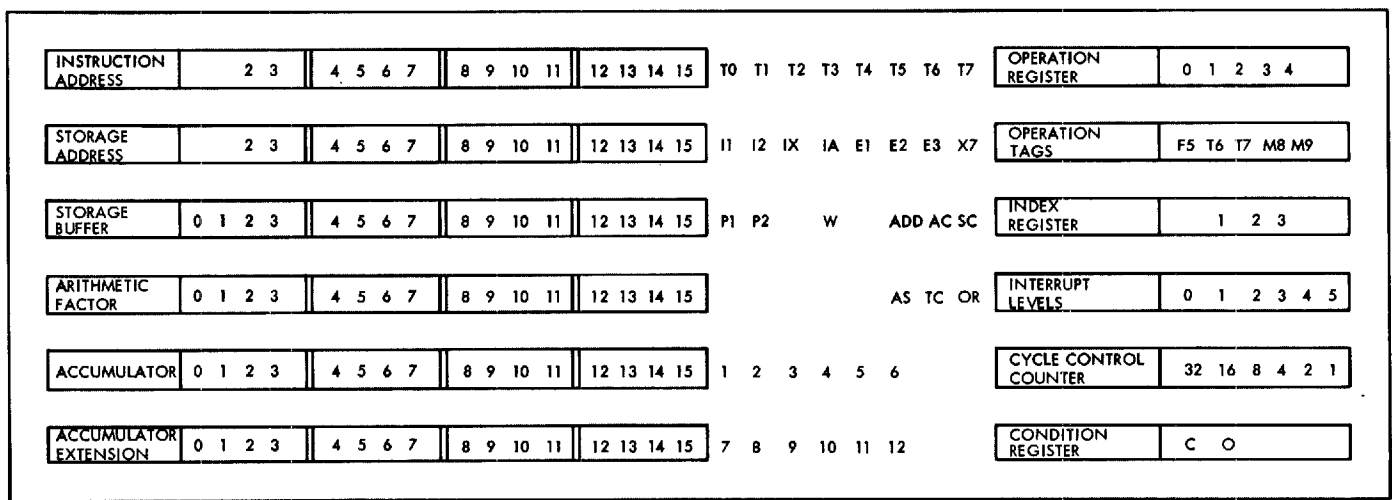 INSTRUCTION ADDRESS 2 3 4 5 6 7 8 9 10 11 12 13 14 15 T0 T1 T2 T3 T4 T5 T6 T7 OPERATION REGISTER 0 1 2 3 4
STORAGE ADDRESS 2 3 4 5 6 7 8 9 10 11 12 13 14 15 I1 I2 IX IA E1 E2 E3 X7 OPERATION TAGS F5 T6 T7 M8 M9
STORAGE BUFFER 0 1 2 3 4 5 6 7 8 9 10 11 12 13 14 15 P1 P2 W ADD AC SC INDEX REGISTER 1 2 3
ARITHMETIC FACTOR 0 1 2 3 4 5 6 7 8 9 10 11 12 13 14 15 AS TC OR INTERRUPT LEVELS 0 1 2 3 4 5
ACCUMULATOR 0 1 2 3 4 5 6 7 8 9 10 11 12 13 14 15 1 2 3 4 5 6 CYCLE CONTROL COUNTER 32 16 8 4 2 1
ACCUMULATOR EXTENSION 0 1 2 3 4 5 6 7 8 9 10 11 12 13 14 15 7 8 9 10 11 12 CONDITION REGISTER C O